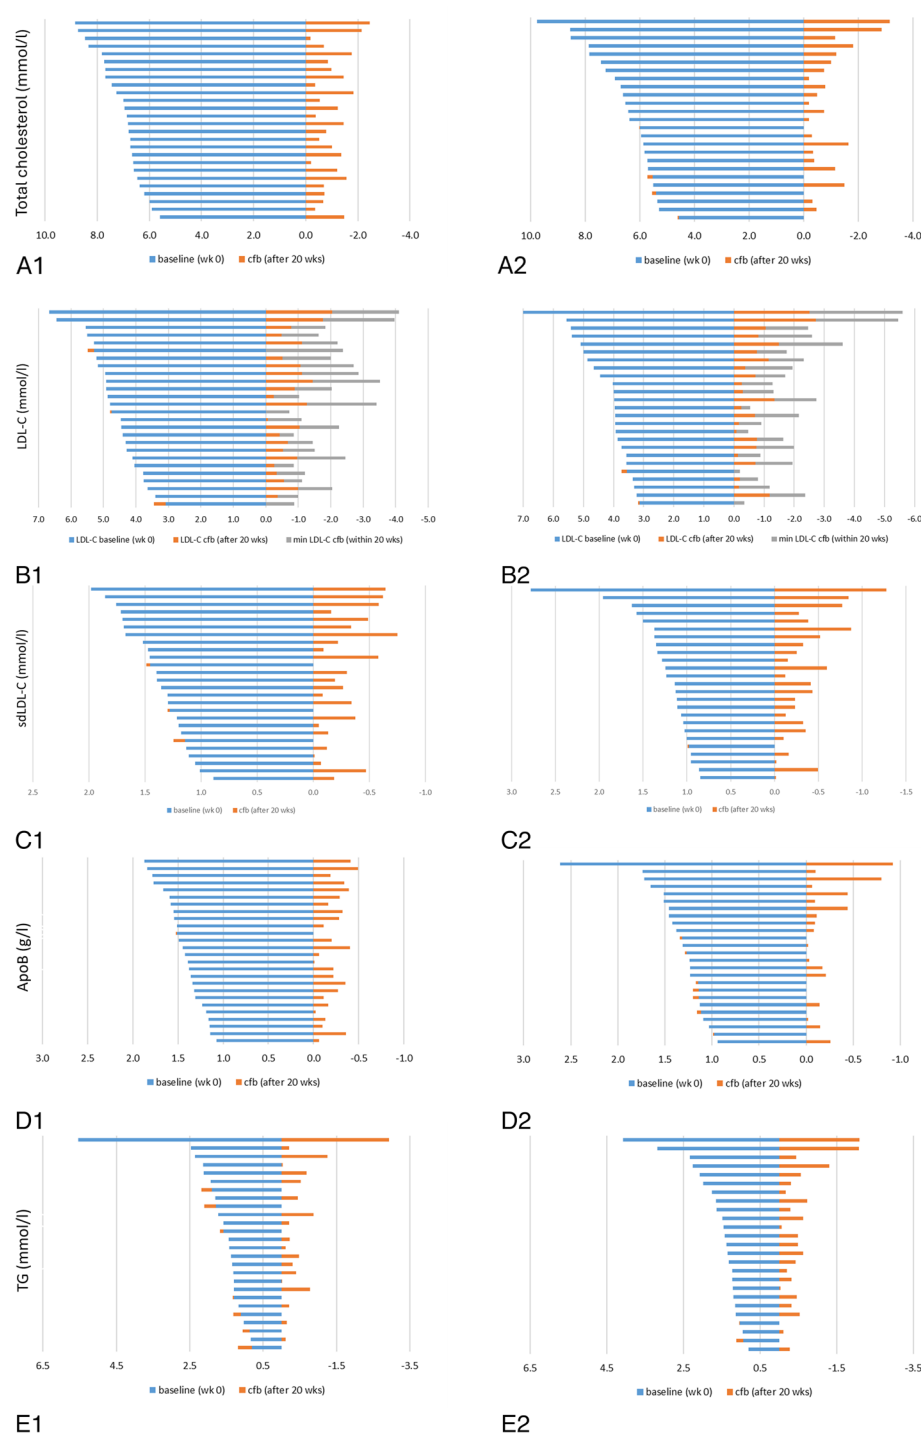 Total cholesterol (mmol/l)
10.0 8.0 6.0 4.0 2.0 0.0 -2.0 -4.0
baseline (wk 0) cfb (after 20 wks)
A1
10.0 8.0 6.0 4.0 2.0 0.0 -2.0 -4.0
baseline (wk 0) cfb (after 20 wks)
A2
LDL-C (mmol/l)
7.0 6.0 5.0 4.0 3.0 2.0 1.0 0.0 -1.0 -2.0 -3.0 -4.0 -5.0
LDL-C baseline (wk 0) LDL-C cfb (after 20 wks) min LDL-C cfb (within 20 wks)
B1
7.0 6.0 5.0 4.0 3.0 2.0 1.0 0.0 -1.0 -2.0 -3.0 -4.0 -5.0 -6.0
LDL-C baseline (wk 0) LDL-C cfb (after 20 wks) min LDL-C cfb (within 20 wks)
B2
sdLDL-C (mmol/l)
2.5 2.0 1.5 1.0 0.5 0.0 -0.5 -1.0
baseline (wk 0) cfb (after 20 wks)
C1
3.0 2.5 2.0 1.5 1.0 0.5 0.0 -0.5 -1.0 -1.5
baseline (wk 0) cfb (after 20 wks)
C2
ApoB (g/l)
3.0 2.5 2.0 1.5 1.0 0.5 0.0 -0.5 -1.0
baseline (wk 0) cfb (after 20 wks)
D1
3.0 2.5 2.0 1.5 1.0 0.5 0.0 -0.5 -1.0
baseline (wk 0) cfb (after 20 wks)
D2
TG (mmol/l)
6.5 4.5 2.5 0.5 -1.5 -3.5
baseline (wk 0) cfb (after 20 wks)
E1
6.5 4.5 2.5 0.5 -1.5 -3.5
baseline (wk 0) cfb (after 20 wks)
E2